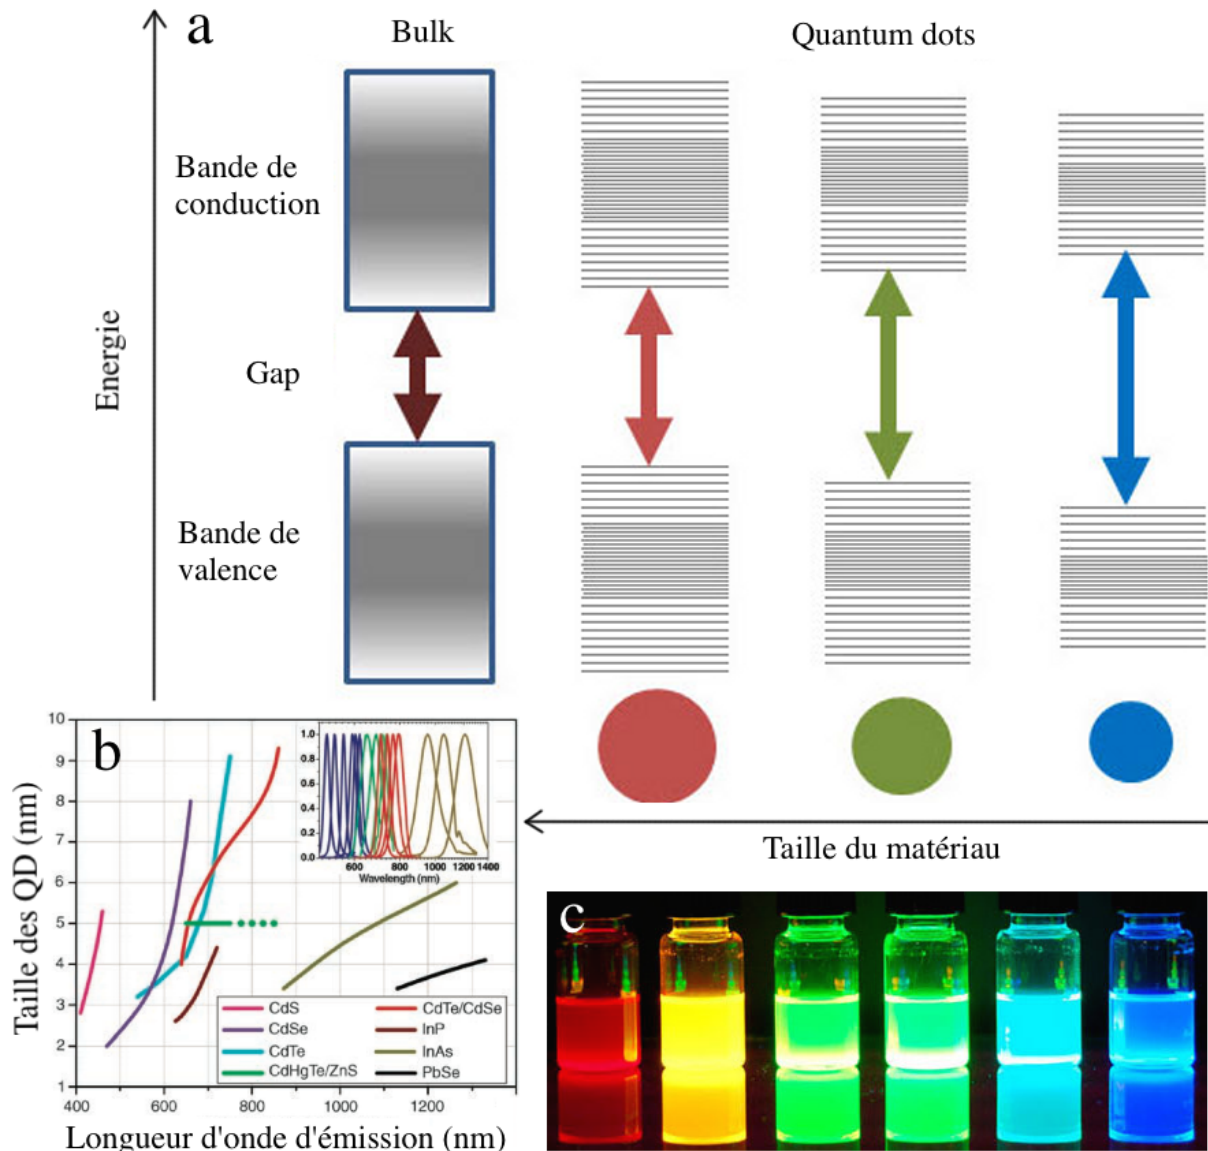 a
Bulk
Quantum dots
Bande de
conduction
Energie
Gap
Bande de
valence
Taille du matériau
b
10
9
8
7
6
5
4
3
2
1
Taille des QD (nm)
400
600
800
1000
1200
Longueur d'onde d'émission (nm)
1.0
0.8
0.6
0.4
0.2
0.0
600
800
1000
1200
1400
Wavelength (nm)
CdS
CdSe
CdTe
CdHgTe/ZnS
CdTe/CdSe
InP
InAs
PbSe
c